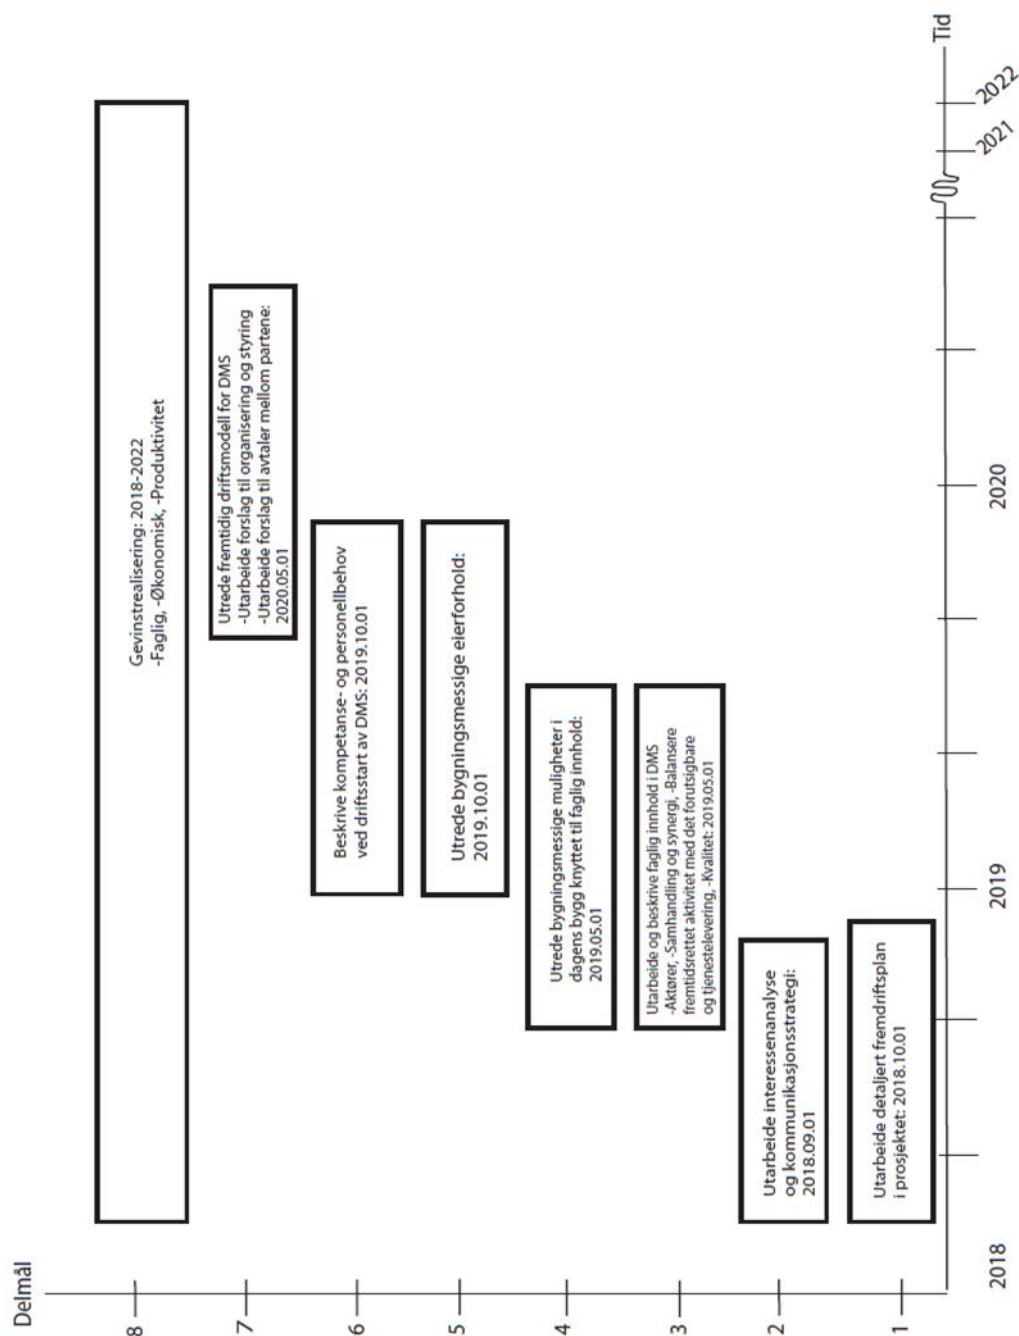 Delmål
8
Gevinstrealisering: 2018-2022
-Faglig, -Økonomisk, -Produktivitet
7
Utrede fremtidig driftsmodell for DMS
-Utarbeide forslag til organisering og styring
-Utarbeide forslag til avtaler mellom partene:
2020.05.01
6
Beskrive kompetanse- og personellbehov
ved driftsstart av DMS: 2019.10.01
5
Utrede bygningsmessige eierforhold:
2019.10.01
4
Utrede bygningsmessige muligheter i
dagens bygg knyttet til faglig innhold:
2019.05.01
3
Utarbeide og beskrive faglig innhold i DMS
-Aktører, -Samhandling og synergi, -Balansere
fremtidsrettet aktivitet med det forutsigbare
og tjenestelevering, -Kvalitet: 2019.05.01
2
Utarbeide interessenanalyse
og kommunikasjonsstrategi:
2018.09.01
1
Utarbeide detaljert fremdriftsplan
i prosjektet: 2018.10.01
2018
2019
2020
2021
2022
Tid